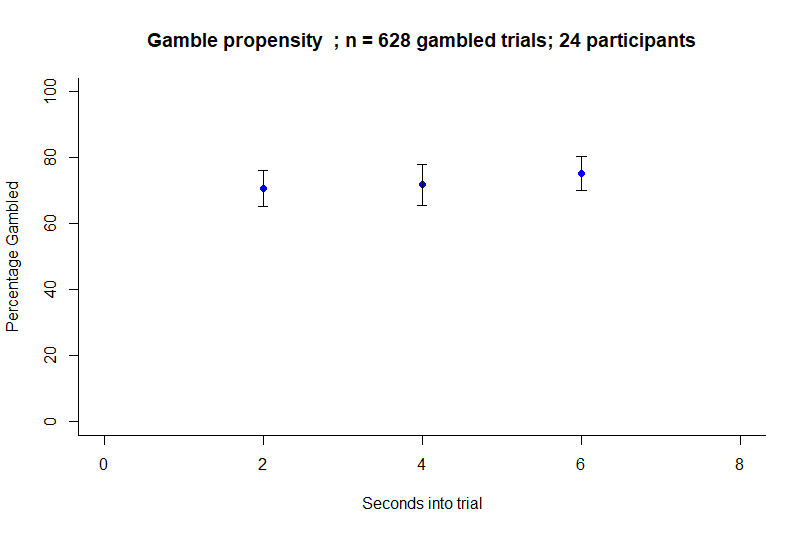 Gamble propensity  ; n = 628 gambled trials; 24 participants
100
80
60
40
20
0
Percentage Gambled
0 2 4 6 8
Seconds into trial